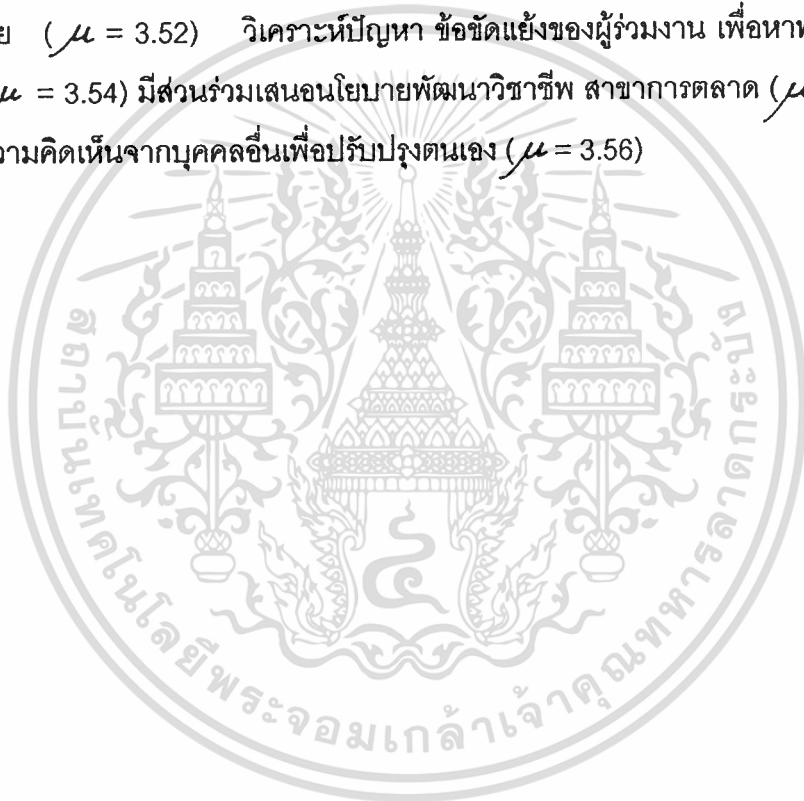 ย ( μ = 3.52) วิเคราะห์ปัญหา ข้อขัดแย้งของผู้ร่วมงาน เพื่อหา
μ = 3.54) มีส่วนร่วมเสนอนโยบายพัฒนาวิชาชีพ สาขาการตลาด ( μ
วามคิดเห็นจากบุคคลอื่นเพื่อปรับปรุงตนเอง ( μ = 3.56)
สถาบันเทคโนโลยีพระจอมเกล้าเจ้าคุณทหารลาดกระบัง